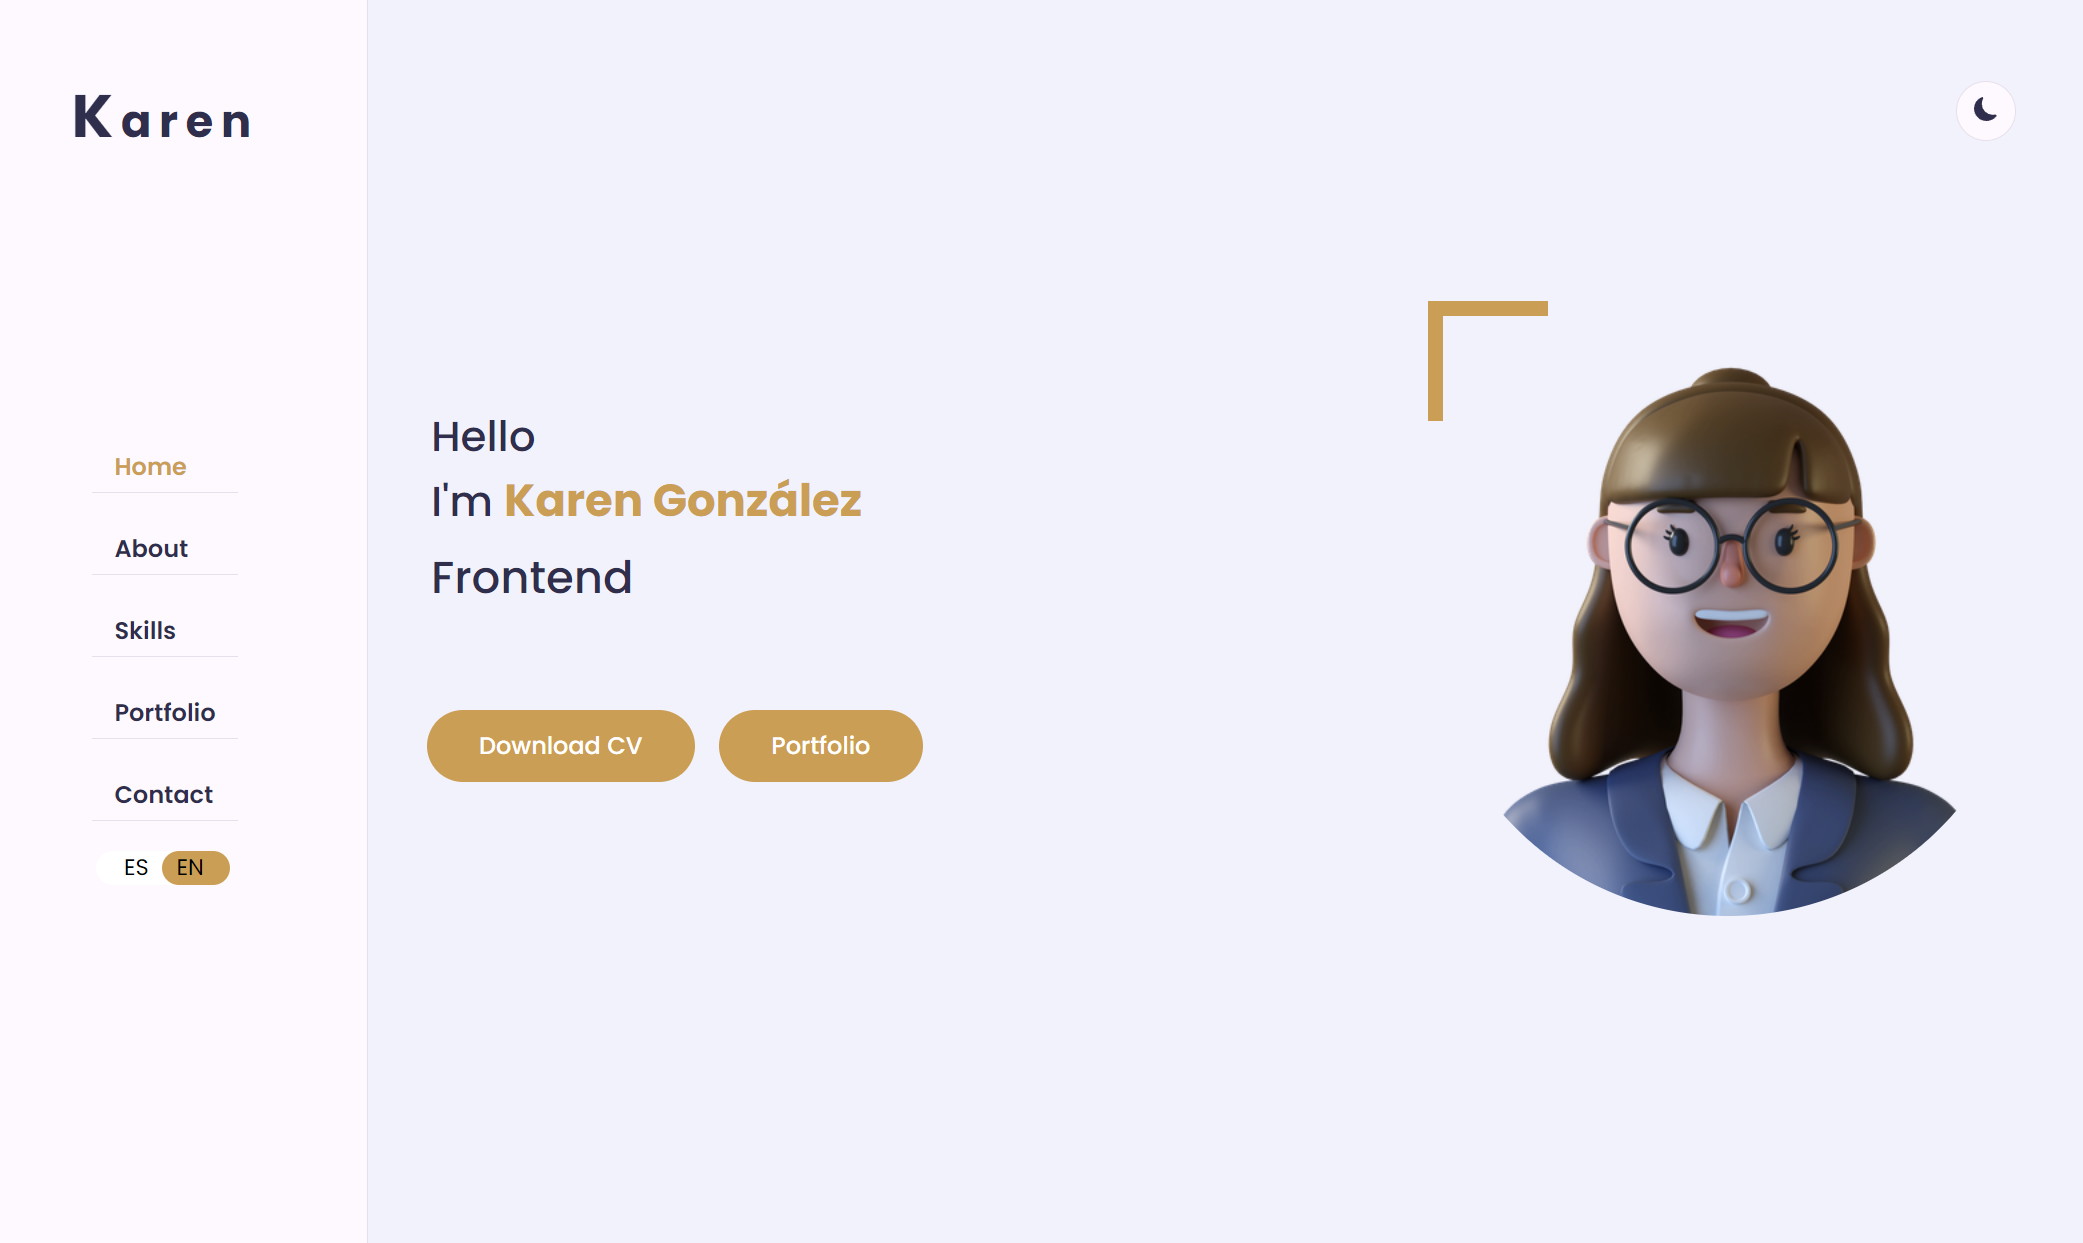 Karen
Home
About
Skills
Portfolio
Contact
ES EN
Hello
I'm Karen González
Frontend
Download CV
Portfolio